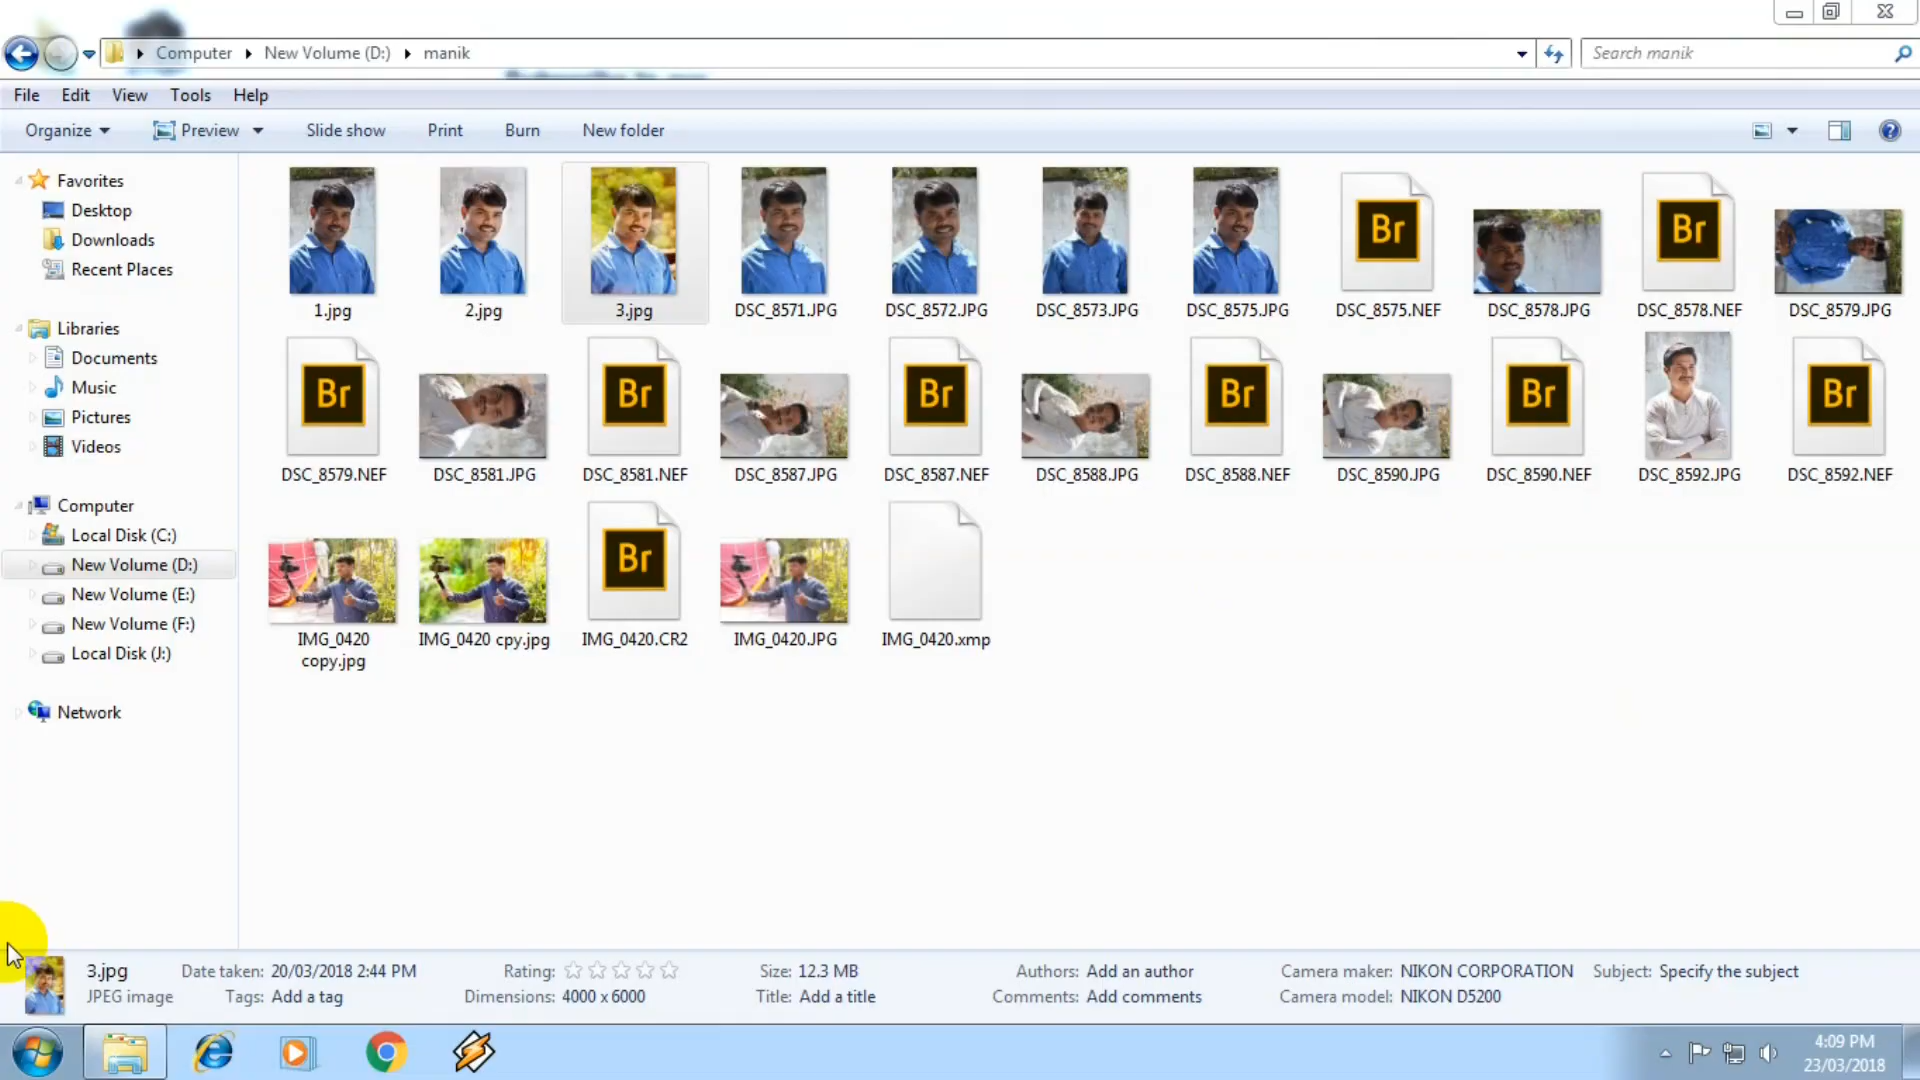 Computer New Volume (D:) manik
Search manik
File Edit View Tools Help
Organize Preview Slide show Print Burn New folder
Favorites
Desktop
Downloads
Recent Places
Libraries
Documents
Music
Pictures
Videos
Computer
Local Disk (C:)
New Volume (D:)
New Volume (E:)
New Volume (F:)
Local Disk (J:)
Network
1.jpg 2.jpg 3.jpg DSC_8571.JPG DSC_8572.JPG DSC_8573.JPG DSC_8575.JPG Br DSC_8575.NEF DSC_8578.JPG Br DSC_8578.NEF DSC_8579.JPG
Br DSC_8579.NEF DSC_8581.JPG Br DSC_8581.NEF DSC_8587.JPG Br DSC_8587.NEF DSC_8588.JPG Br DSC_8588.NEF DSC_8590.JPG Br DSC_8590.NEF DSC_8592.JPG Br DSC_8592.NEF
IMG_0420 copy.jpg IMG_0420 cpy.jpg Br IMG_0420.CR2 IMG_0420.JPG IMG_0420.xmp
3.jpg Date taken: 20/03/2018 2:44 PM Rating: Size: 12.3 MB Authors: Add an author Camera maker: NIKON CORPORATION Subject: Specify the subject
JPEG image Tags: Add a tag Dimensions: 4000 x 6000 Title: Add a title Comments: Add comments Camera model: NIKON D5200
4:09 PM
23/03/2018